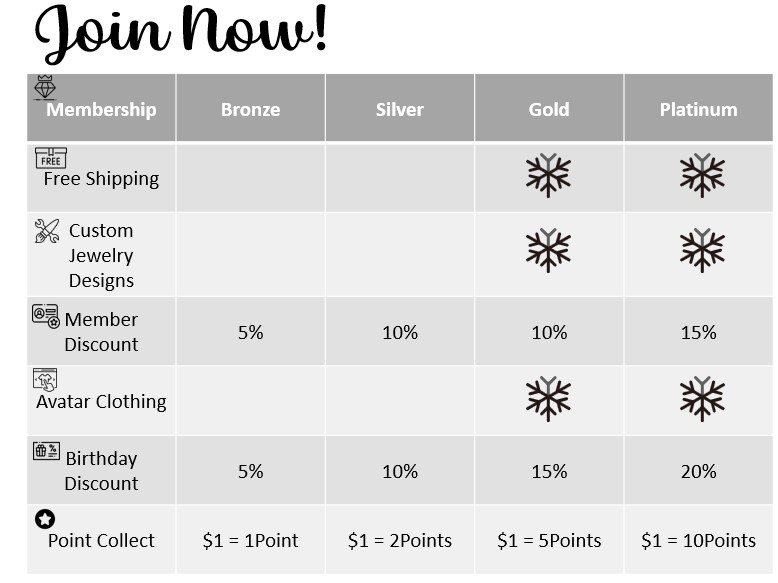 Join Now!
Membership Bronze Silver Gold Platinum
FREE
Free Shipping
Custom
Jewelry
Designs
Member
Discount
5% 10% 10% 15%
Avatar Clothing
%
Birthday
Discount
5% 10% 15% 20%
Point Collect $1 = 1Point $1 = 2Points $1 = 5Points $1 = 10Points